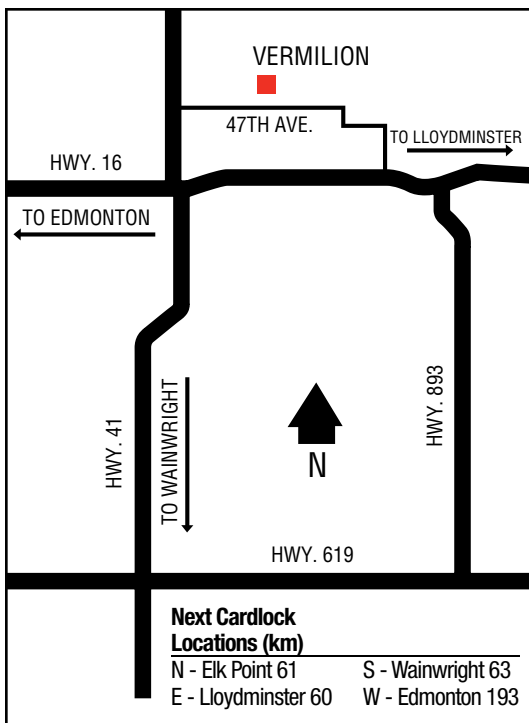 VERMILION
47TH AVE.
TO LLOYDMINSTER
HWY. 16
TO EDMONTON
HWY. 41
TO WAINWRIGHT
N
HWY. 893
HWY. 619
Next Cardlock
Locations (km)
N - Elk Point 61 S - Wainwright 63
E - Lloydminster 60 W - Edmonton 193